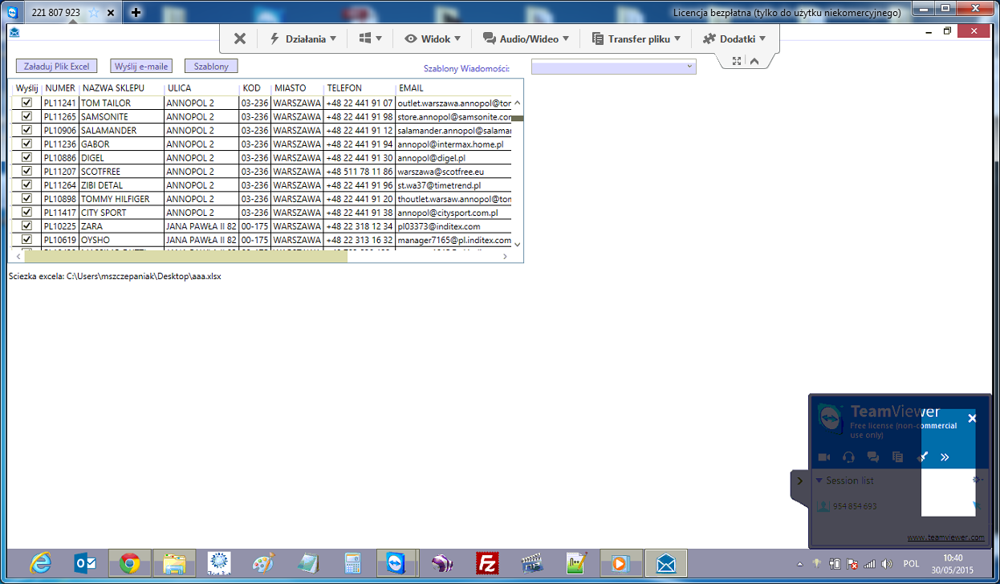 221 807 923
Licencja bezpłatna (tylko do użytku niekomercyjnego)
Działania
Widok
Audio/Wideo
Transfer pliku
Dodatki
Załaduj Plik Excel
Wyślij e-maile
Szablony
Szablony Wiadomości:
Wyślij NUMER NAZWA SKLEPU ULICA KOD MIASTO TELEFON EMAIL
PL11241 TOM TAILOR ANNOPOL 2 03-236 WARSZAWA +48 22 441 91 07 outlet.warszawa.annopol@tor
PL11265 SAMSONITE ANNOPOL 2 03-236 WARSZAWA +48 22 441 91 98 store.annopol@samsonite.cor
PL10906 SALAMANDER ANNOPOL 2 03-236 WARSZAWA +48 22 441 91 12 salamander.annopol@salamar
PL11236 GABOR ANNOPOL 2 03-236 WARSZAWA +48 22 441 91 94 annopol@intermax.home.pl
PL10886 DIGEL ANNOPOL 2 03-236 WARSZAWA +48 22 441 91 30 annopol@digel.pl
PL11207 SCOTFREE ANNOPOL 2 03-236 WARSZAWA +48 511 78 11 86 warszawa@scotfree.eu
PL11264 ZIBI DETAL ANNOPOL 2 03-236 WARSZAWA +48 22 441 91 96 st.wa37@timetrend.pl
PL10898 TOMMY HILFIGER ANNOPOL 2 03-236 WARSZAWA +48 22 441 91 20 thoutlet.warsaw.annopol@ton
PL11417 CITY SPORT ANNOPOL 2 03-236 WARSZAWA +48 22 441 91 38 annopol@citysport.com.pl
PL10225 ZARA JANA PAWŁA II 82 00-175 WARSZAWA +48 22 318 12 34 pl03373@inditex.com
PL10619 OYSHO JANA PAWŁA II 82 00-175 WARSZAWA +48 22 313 16 32 manager7165@pl.inditex.com
Sciezka excela: C:\Users\mszczepaniak\Desktop\aaa.xlsx
TeamViewer
Free license (non-commercial
use only)
Session list
954 854 693
www.teamviewer.com
POL
10:40
30/05/2015